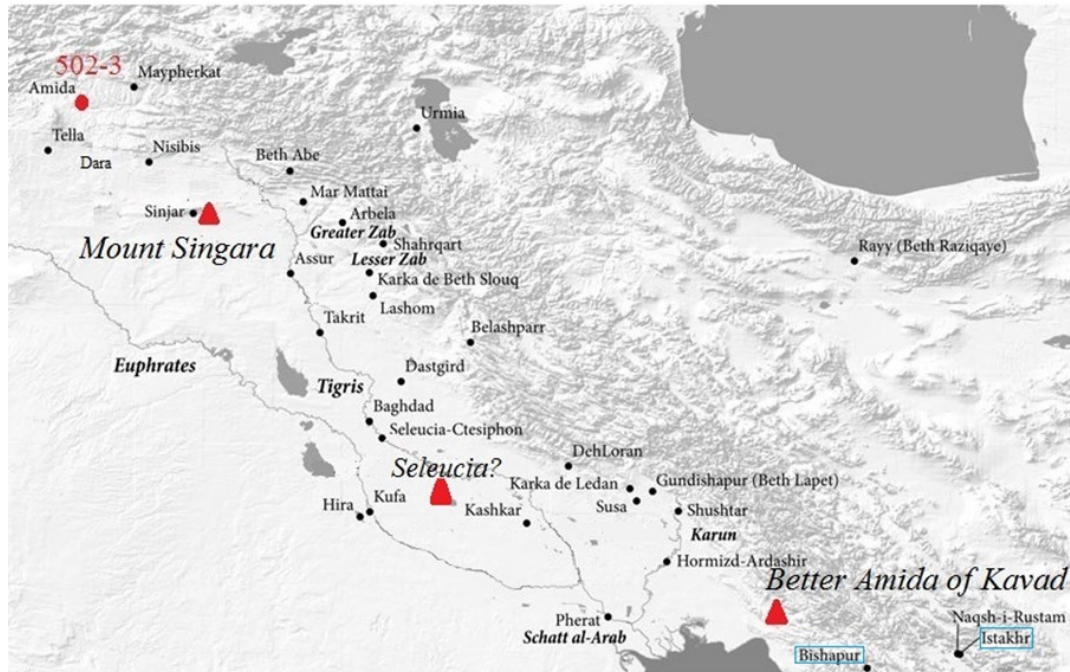 502-3
Maypherkat
Amida
Urmia
Tella
Dara
Nisibis
Beth Abe
Mar Mattai
Sinjar
Arbela
Greater Zab
Mount Singara
Shahrqart
Rayy (Beth Raziqaye)
Lesser Zab
Assur
Karka de Beth Slouq
Lashom
Takrit
Belashparr
Euphrates
Dastgird
Tigris
Baghdad
Seleucia-Ctesiphon
DehLoran
Seleucia?
Karka de Ledan
Gundishapur (Beth Lapet)
Hira
Kufa
Kashkar
Susa
Shushtar
Karun
Hormizd-Ardashir
Better Amida of Kavad
Pherat
Naqsh-i-Rustam
Schatt al-Arab
Istakhr
Bishapur